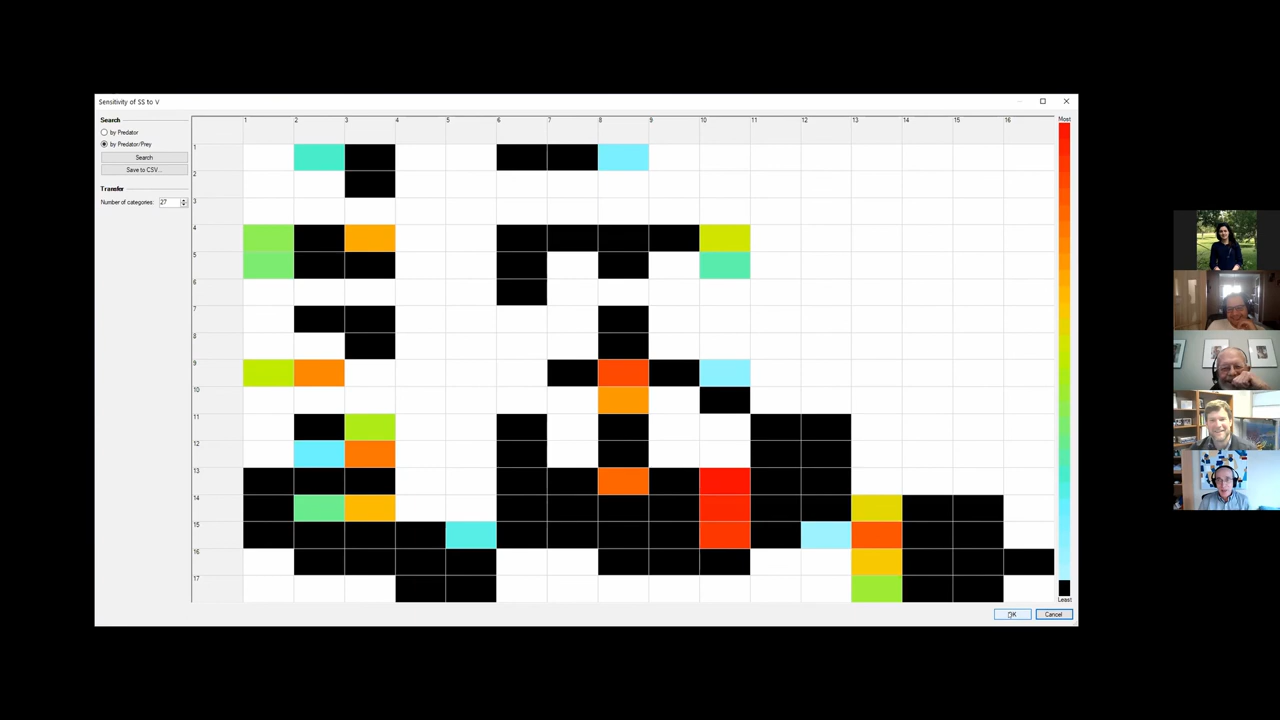 Sensitivity of SS to V
Search
by Predator
by Predator/Prey
Search
Save to CSV...
Transfer
Number of categories: 27
1 2 3 4 5 6 7 8 9 10 11 12 13 14 15 16
1
2
3
4
5
6
7
8
9
10
11
12
13
14
15
16
17
Most
Least
OK
Cancel